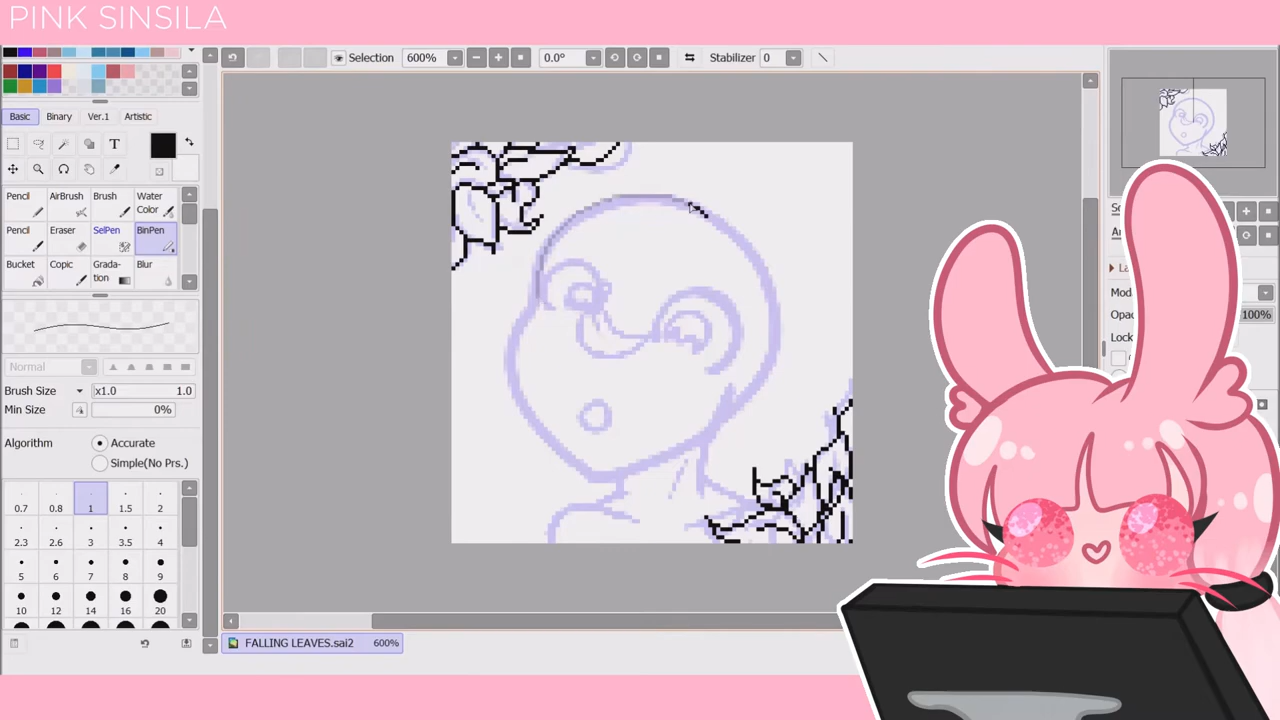 PINK SINSILA
Selection 600% 0.0° Stabilizer 0
Basic Binary Ver.1 Artistic
T
Pencil AirBrush Brush Water Color
Pencil Eraser SelPen BinPen
Bucket Copic Gradation Blur
Normal
Brush Size x1.0 1.0
Min Size 0%
Algorithm Accurate
Simple(No Prs.)
0.7 0.8 1 1.5 2
2.3 2.6 3 3.5 4
5 6 7 8 9
10 12 14 16 20
FALLING LEAVES.sai2 600%
Opac 100%
Lock